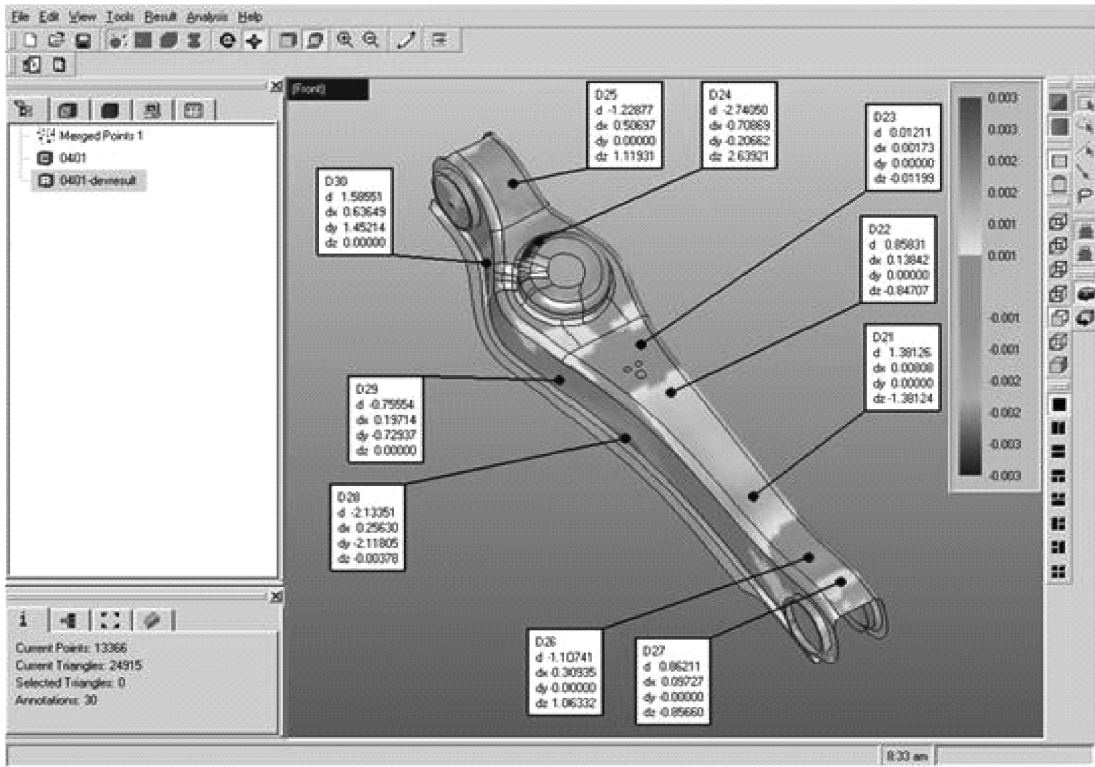 File Edit View Tools Result Analysis Help
Merged Points 1
0401
0401-devresult
i
Current Points: 13366
Current Triangles: 24915
Selected Triangles: 0
Annotations: 30
(Front)
D25
d -1.22877
dx 0.50697
dy 0.00000
dz 1.11931
D24
d -2.74050
dx -0.70869
dy -0.20662
dz 2.63921
D23
d 0.01211
dx 0.00173
dy 0.00000
dz -0.01199
D30
d 1.58551
dx 0.63649
dy 1.45214
dz 0.00000
D22
d 0.85831
dx 0.13842
dy 0.00000
dz -0.84707
D21
d 1.38126
dx 0.00808
dy 0.00000
dz -1.38124
D29
d -0.75554
dx 0.19714
dy -0.72937
dz 0.00000
D28
d -2.13351
dx 0.25630
dy -2.11805
dz -0.00378
D26
d -1.10741
dx 0.30935
dy 0.00000
dz 1.06332
D27
d 0.86211
dx 0.09727
dy -0.00000
dz -0.85660
0.003
0.003
0.002
0.002
0.001
0.001
-0.001
-0.001
-0.002
-0.002
-0.003
-0.003
8:33 am